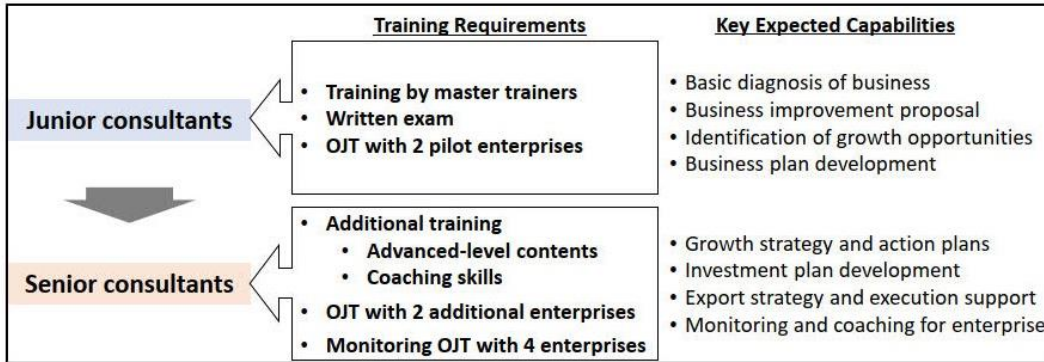 Training Requirements
Key Expected Capabilities
Junior consultants
• Training by master trainers
• Written exam
• OJT with 2 pilot enterprises
• Basic diagnosis of business
• Business improvement proposal
• Identification of growth opportunities
• Business plan development
Senior consultants
• Additional training
• Advanced-level contents
• Coaching skills
• OJT with 2 additional enterprises
• Monitoring OJT with 4 enterprises
• Growth strategy and action plans
• Investment plan development
• Export strategy and execution support
• Monitoring and coaching for enterprise